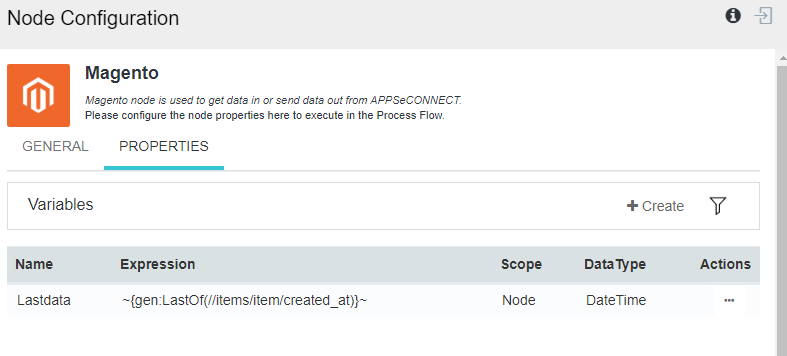 Node Configuration
Magento
Magento node is used to get data in or send data out from APPSeCONNECT.
Please configure the node properties here to execute in the Process Flow.
GENERAL PROPERTIES
Variables + Create
Name Expression Scope DataType Actions
Lastdata ~{gen:LastOf(//items/item/created_at)}~ Node DateTime ...